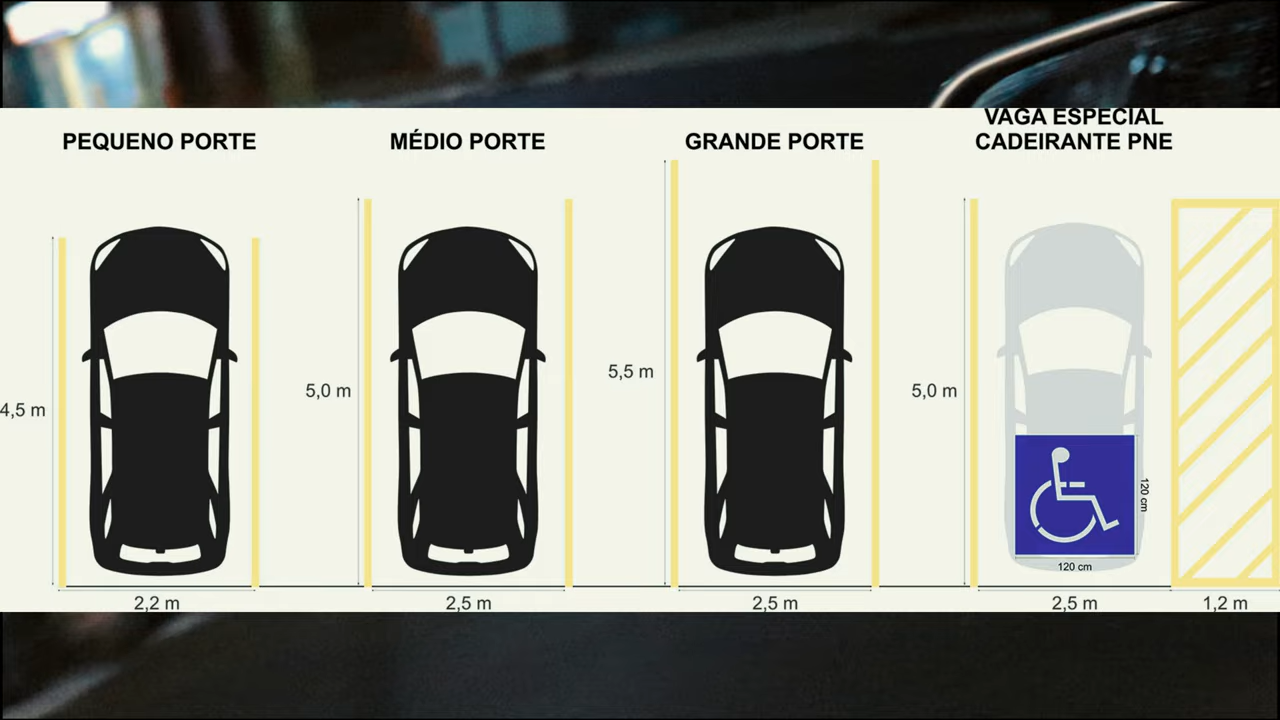 PEQUENO PORTE
MÉDIO PORTE
GRANDE PORTE
VAGA ESPECIAL
CADEIRANTE PNE
4,5 m
5,0 m
5,5 m
5,0 m
120 cm
120 cm
2,2 m
2,5 m
2,5 m
2,5 m
1,2 m